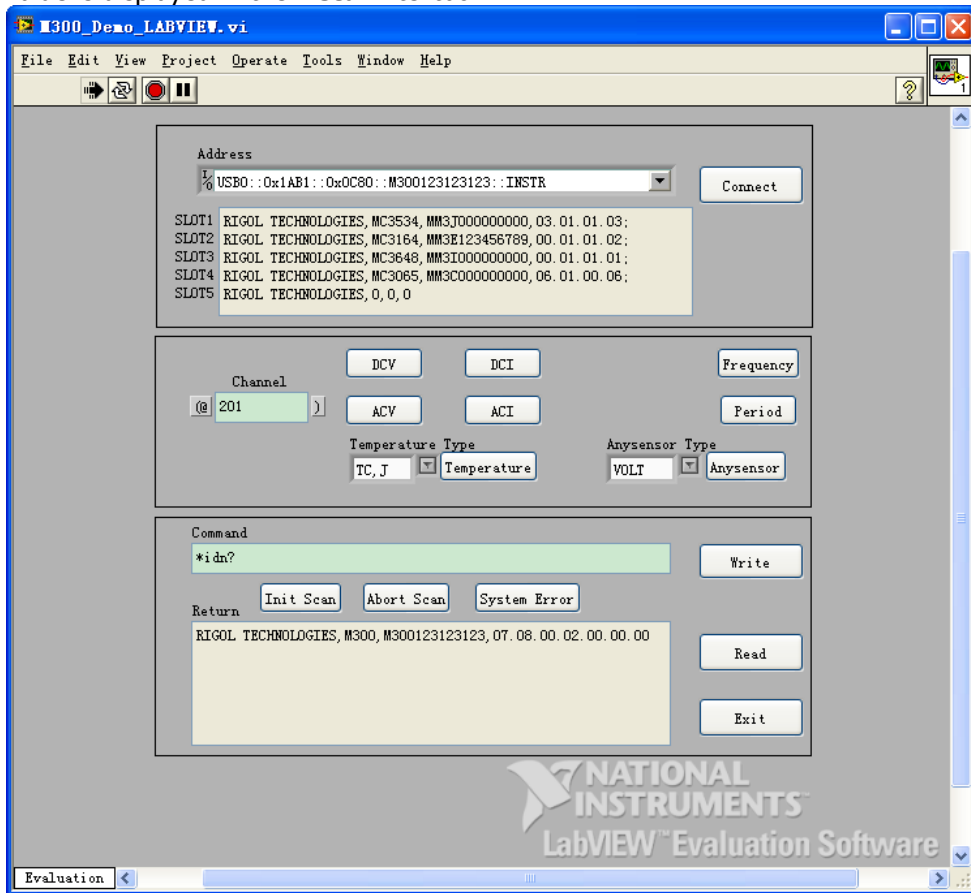 M300_Demo_LABVIEW.vi
File Edit View Project Operate Tools Window Help
1
Address
I/O USB0::0x1AB1::0x0C80::M300123123123::INSTR
Connect
SLOT1 RIGOL TECHNOLOGIES,MC3534,MM3J000000000,03.01.01.03;
SLOT2 RIGOL TECHNOLOGIES,MC3164,MM3E123456789,00.01.01.02;
SLOT3 RIGOL TECHNOLOGIES,MC3648,MM3I000000000,00.01.01.01;
SLOT4 RIGOL TECHNOLOGIES,MC3065,MM3C000000000,06.01.00.06;
SLOT5 RIGOL TECHNOLOGIES,0,0,0
DCV DCI Frequency
Channel
(@ 201 )
ACV ACI Period
Temperature Type Anysensor Type
TC,J Temperature VOLT Anysensor
Command
*idn?
Write
Init Scan Abort Scan System Error
Return
RIGOL TECHNOLOGIES,M300,M300123123123,07.08.00.02.00.00.00
Read
Exit
NATIONAL
INSTRUMENTS
LabVIEW™ Evaluation Software
Evaluation